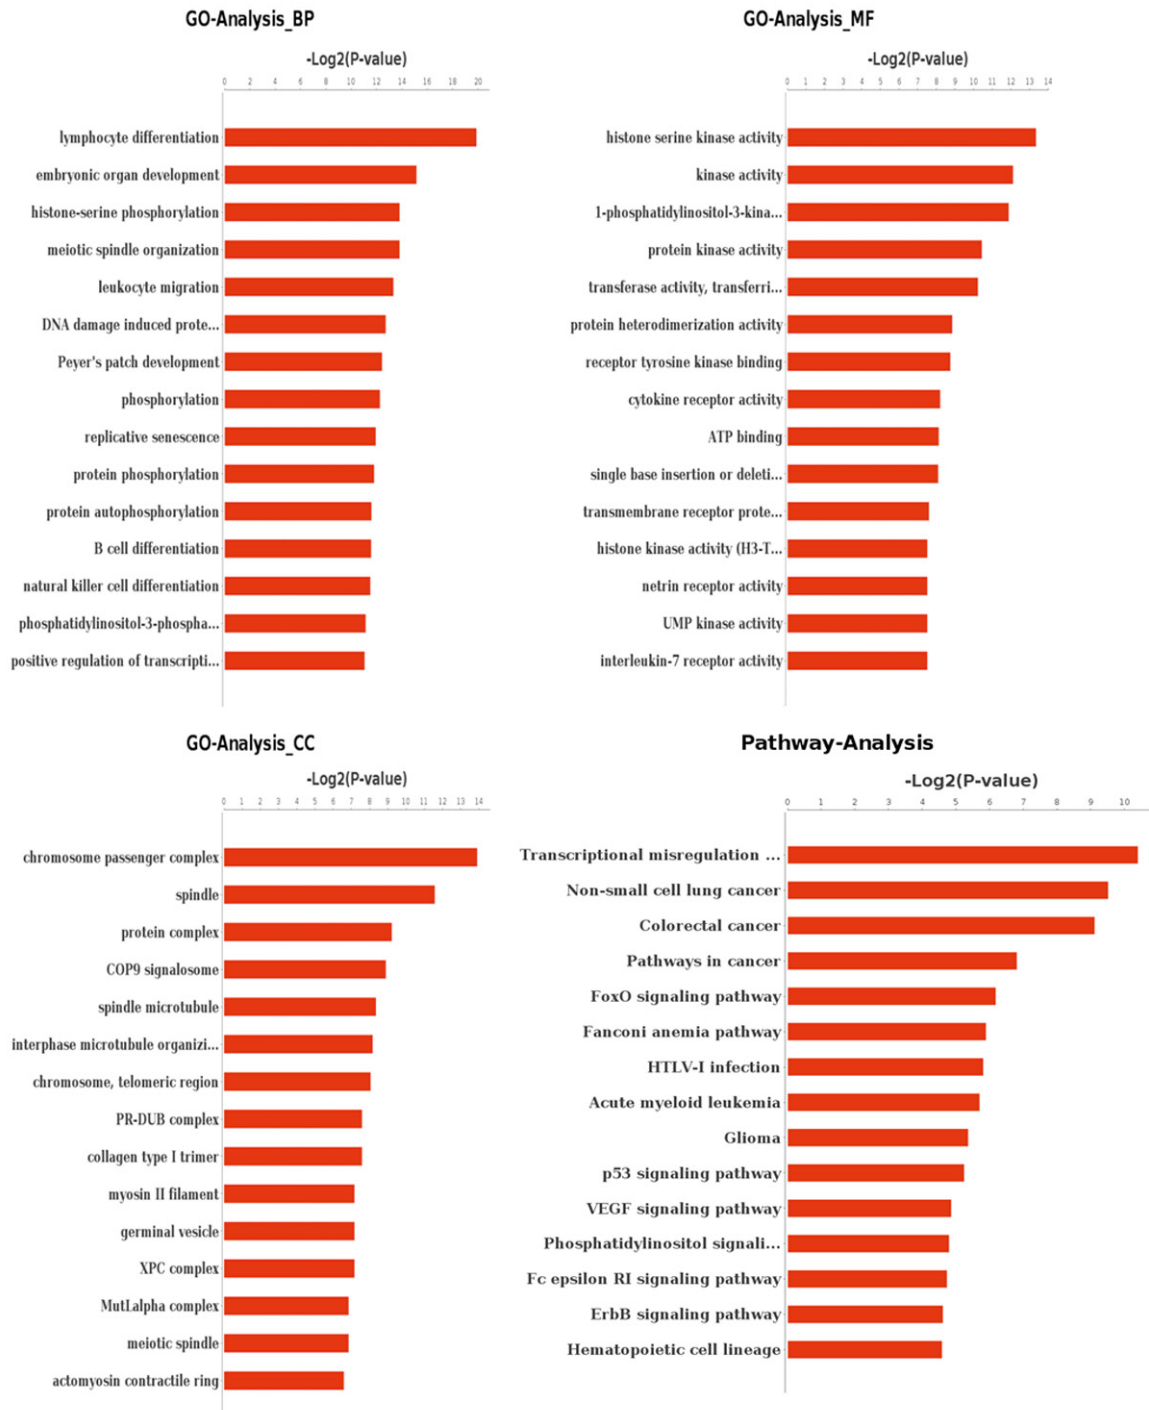 GO-Analysis_BP
-Log2(P-value)
0 2 4 6 8 10 12 14 16 18 20
lymphocyte differentiation
embryonic organ development
histone-serine phosphorylation
meiotic spindle organization
leukocyte migration
DNA damage induced prote...
Peyer's patch development
phosphorylation
replicative senescence
protein phosphorylation
protein autophosphorylation
B cell differentiation
natural killer cell differentiation
phosphatidylinositol-3-phospha...
positive regulation of transcripti...
GO-Analysis_MF
-Log2(P-value)
0 1 2 3 4 5 6 7 8 9 10 11 12 13 14
histone serine kinase activity
kinase activity
1-phosphatidylinositol-3-kina...
protein kinase activity
transferase activity, transferri...
protein heterodimerization activity
receptor tyrosine kinase binding
cytokine receptor activity
ATP binding
single base insertion or deleti...
transmembrane receptor prote...
histone kinase activity (H3-T...
netrin receptor activity
UMP kinase activity
interleukin-7 receptor activity
GO-Analysis_CC
-Log2(P-value)
0 1 2 3 4 5 6 7 8 9 10 11 12 13 14
chromosome passenger complex
spindle
protein complex
COP9 signalosome
spindle microtubule
interphase microtubule organizi...
chromosome, telomeric region
PR-DUB complex
collagen type I trimer
myosin II filament
germinal vesicle
XPC complex
MutLalpha complex
meiotic spindle
actomyosin contractile ring
Pathway-Analysis
-Log2(P-value)
0 1 2 3 4 5 6 7 8 9 10
Transcriptional misregulation ...
Non-small cell lung cancer
Colorectal cancer
Pathways in cancer
FoxO signaling pathway
Fanconi anemia pathway
HTLV-I infection
Acute myeloid leukemia
Glioma
p53 signaling pathway
VEGF signaling pathway
Phosphatidylinositol signali...
Fc epsilon RI signaling pathway
ErbB signaling pathway
Hematopoietic cell lineage